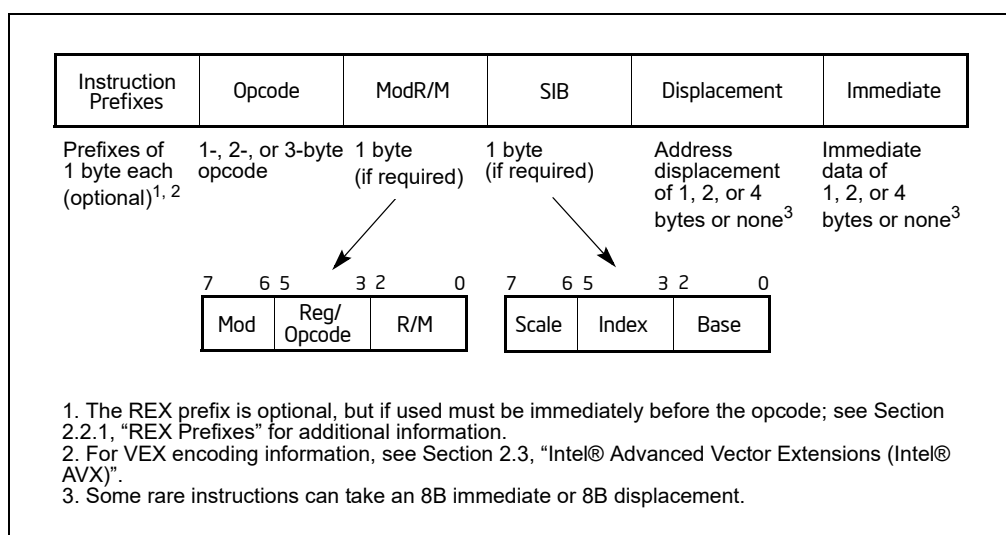 Instruction Prefixes Opcode ModR/M SIB Displacement Immediate
Prefixes of 1 byte each (optional)1, 2
1-, 2-, or 3-byte opcode
1 byte (if required)
1 byte (if required)
Address displacement of 1, 2, or 4 bytes or none3
Immediate data of 1, 2, or 4 bytes or none3
7 6 5 3 2 0
Mod Reg/Opcode R/M
7 6 5 3 2 0
Scale Index Base
1. The REX prefix is optional, but if used must be immediately before the opcode; see Section
2.2.1, “REX Prefixes” for additional information.
2. For VEX encoding information, see Section 2.3, “Intel® Advanced Vector Extensions (Intel®
AVX)”.
3. Some rare instructions can take an 8B immediate or 8B displacement.